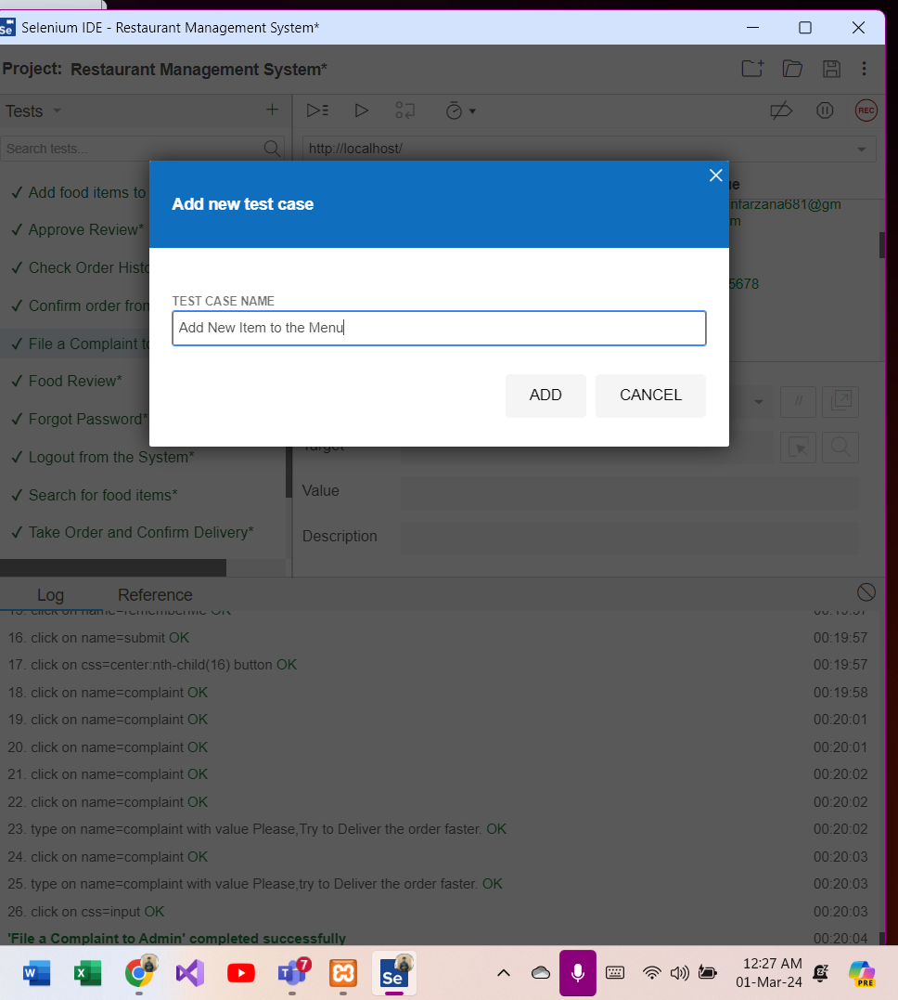 Selenium IDE - Restaurant Management System*
Project: Restaurant Management System*
Tests
Search tests...
http://localhost/
Add new test case
TEST CASE NAME
Add New Item to the Menu
ADD
CANCEL
✓ Add food items to
✓ Approve Review*
✓ Check Order Histo
✓ Confirm order from
✓ File a Complaint to
✓ Food Review*
✓ Forgot Password*
✓ Logout from the System*
✓ Search for food items*
✓ Take Order and Confirm Delivery*
ue
nfarzana681@gm
m
5678
//
Target
Value
Description
Log Reference
15. click on name=rememberMe OK 00:19:57
16. click on name=submit OK 00:19:57
17. click on css=center:nth-child(16) button OK 00:19:57
18. click on name=complaint OK 00:19:58
19. click on name=complaint OK 00:20:01
20. click on name=complaint OK 00:20:01
21. click on name=complaint OK 00:20:02
22. click on name=complaint OK 00:20:02
23. type on name=complaint with value Please,Try to Deliver the order faster. OK 00:20:02
24. click on name=complaint OK 00:20:03
25. type on name=complaint with value Please,try to Deliver the order faster. OK 00:20:03
26. click on css=input OK 00:20:03
'File a Complaint to Admin' completed successfully 00:20:04
REC
Se
7
12:27 AM
01-Mar-24
PRE